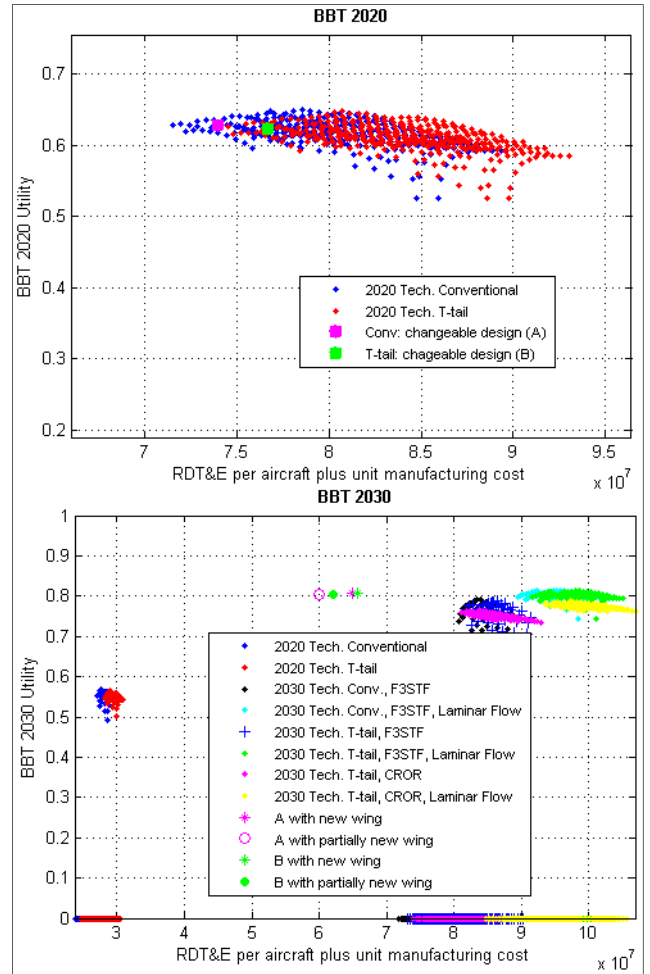 BBT 2020
0.7
0.6
0.5
0.4
0.3
0.2
BBT 2020 Utility
2020 Tech. Conventional
2020 Tech. T-tail
Conv: changeable design (A)
T-tail: chageable design (B)
7 7.5 8 8.5 9 9.5
RDT&E per aircraft plus unit manufacturing cost
x 10^7
BBT 2030
1
0.9
0.8
0.7
0.6
0.5
0.4
0.3
0.2
0.1
0
BBT 2030 Utility
2020 Tech. Conventional
2020 Tech. T-tail
2030 Tech. Conv., F3STF
2030 Tech. Conv., F3STF, Laminar Flow
2030 Tech. T-tail, F3STF
2030 Tech. T-tail, F3STF, Laminar Flow
2030 Tech. T-tail, CROR
2030 Tech. T-tail, CROR, Laminar Flow
A with new wing
A with partially new wing
B with new wing
B with partially new wing
3 4 5 6 7 8 9 10
RDT&E per aircraft plus unit manufacturing cost
x 10^7